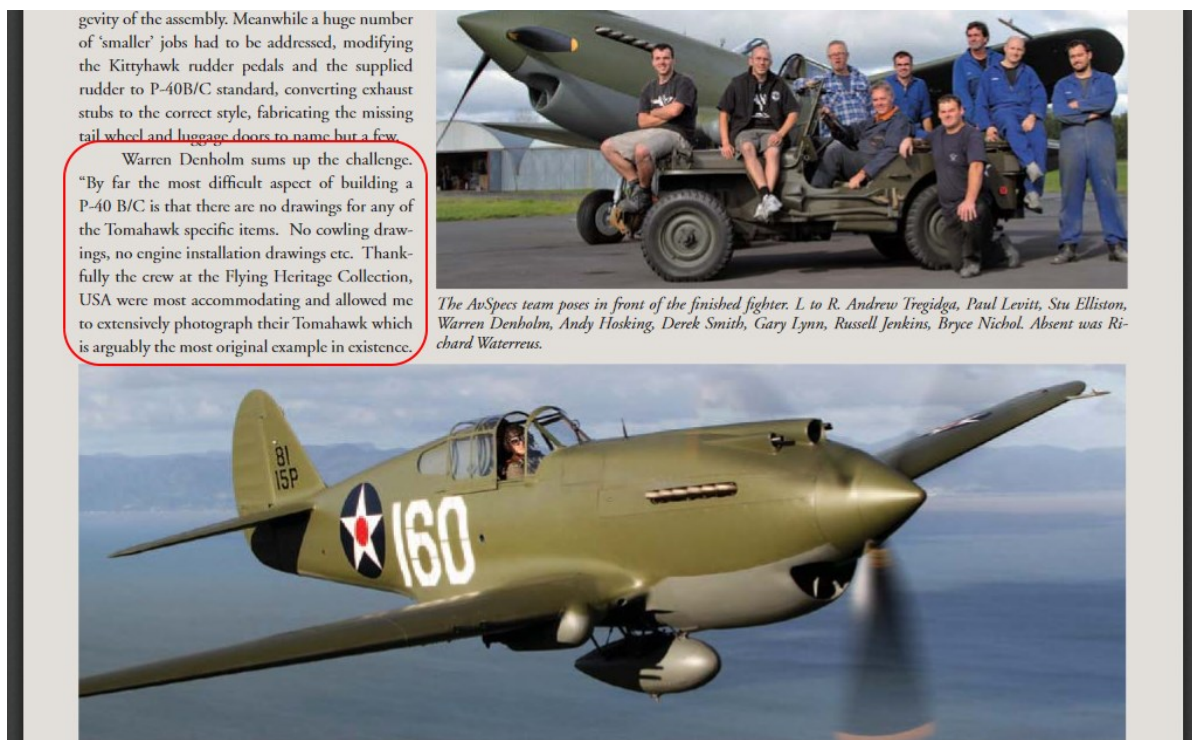 gevity of the assembly. Meanwhile a huge number
of ‘smaller’ jobs had to be addressed, modifying
the Kittyhawk rudder pedals and the supplied
rudder to P-40B/C standard, converting exhaust
stubs to the correct style, fabricating the missing
tail wheel and luggage doors to name but a few.
Warren Denholm sums up the challenge.
“By far the most difficult aspect of building a
P-40 B/C is that there are no drawings for any of
the Tomahawk specific items. No cowling draw-
ings, no engine installation drawings etc. Thank-
fully the crew at the Flying Heritage Collection,
USA were most accommodating and allowed me
to extensively photograph their Tomahawk which
is arguably the most original example in existence.
The AvSpecs team poses in front of the finished fighter. L to R. Andrew Tregidga, Paul Levitt, Stu Elliston,
Warren Denholm, Andy Hosking, Derek Smith, Gary Lynn, Russell Jenkins, Bryce Nichol. Absent was Ri-
chard Waterreus.
81
15P
160